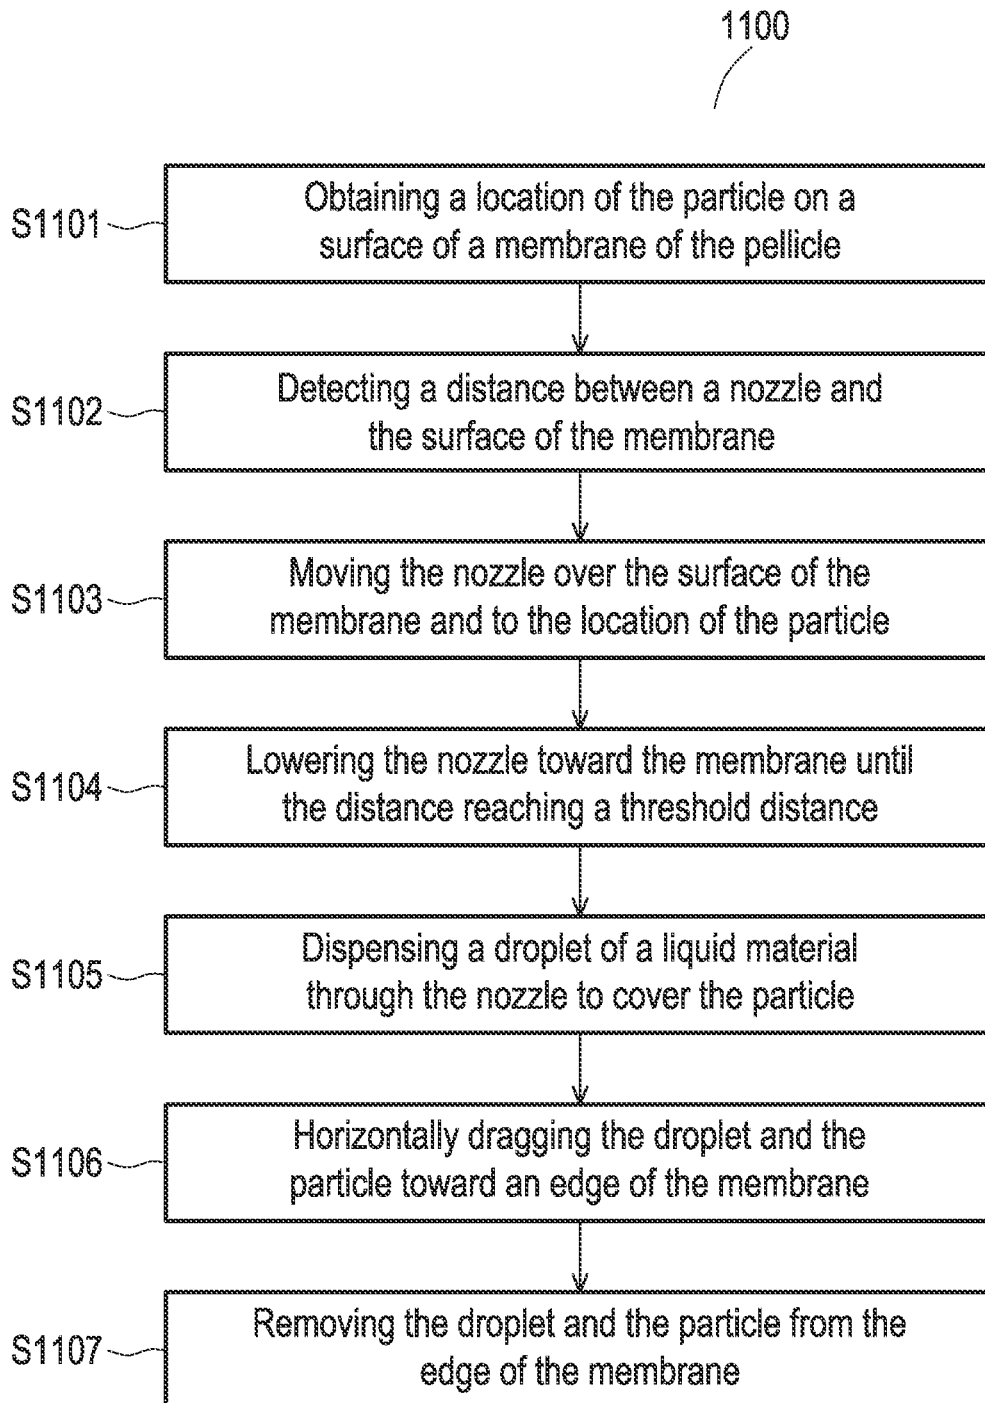 1100
S1101
Obtaining a location of the particle on a
surface of a membrane of the pellicle
S1102
Detecting a distance between a nozzle and
the surface of the membrane
S1103
Moving the nozzle over the surface of the
membrane and to the location of the particle
S1104
Lowering the nozzle toward the membrane until
the distance reaching a threshold distance
S1105
Dispensing a droplet of a liquid material
through the nozzle to cover the particle
S1106
Horizontally dragging the droplet and the
particle toward an edge of the membrane
S1107
Removing the droplet and the particle from the
edge of the membrane